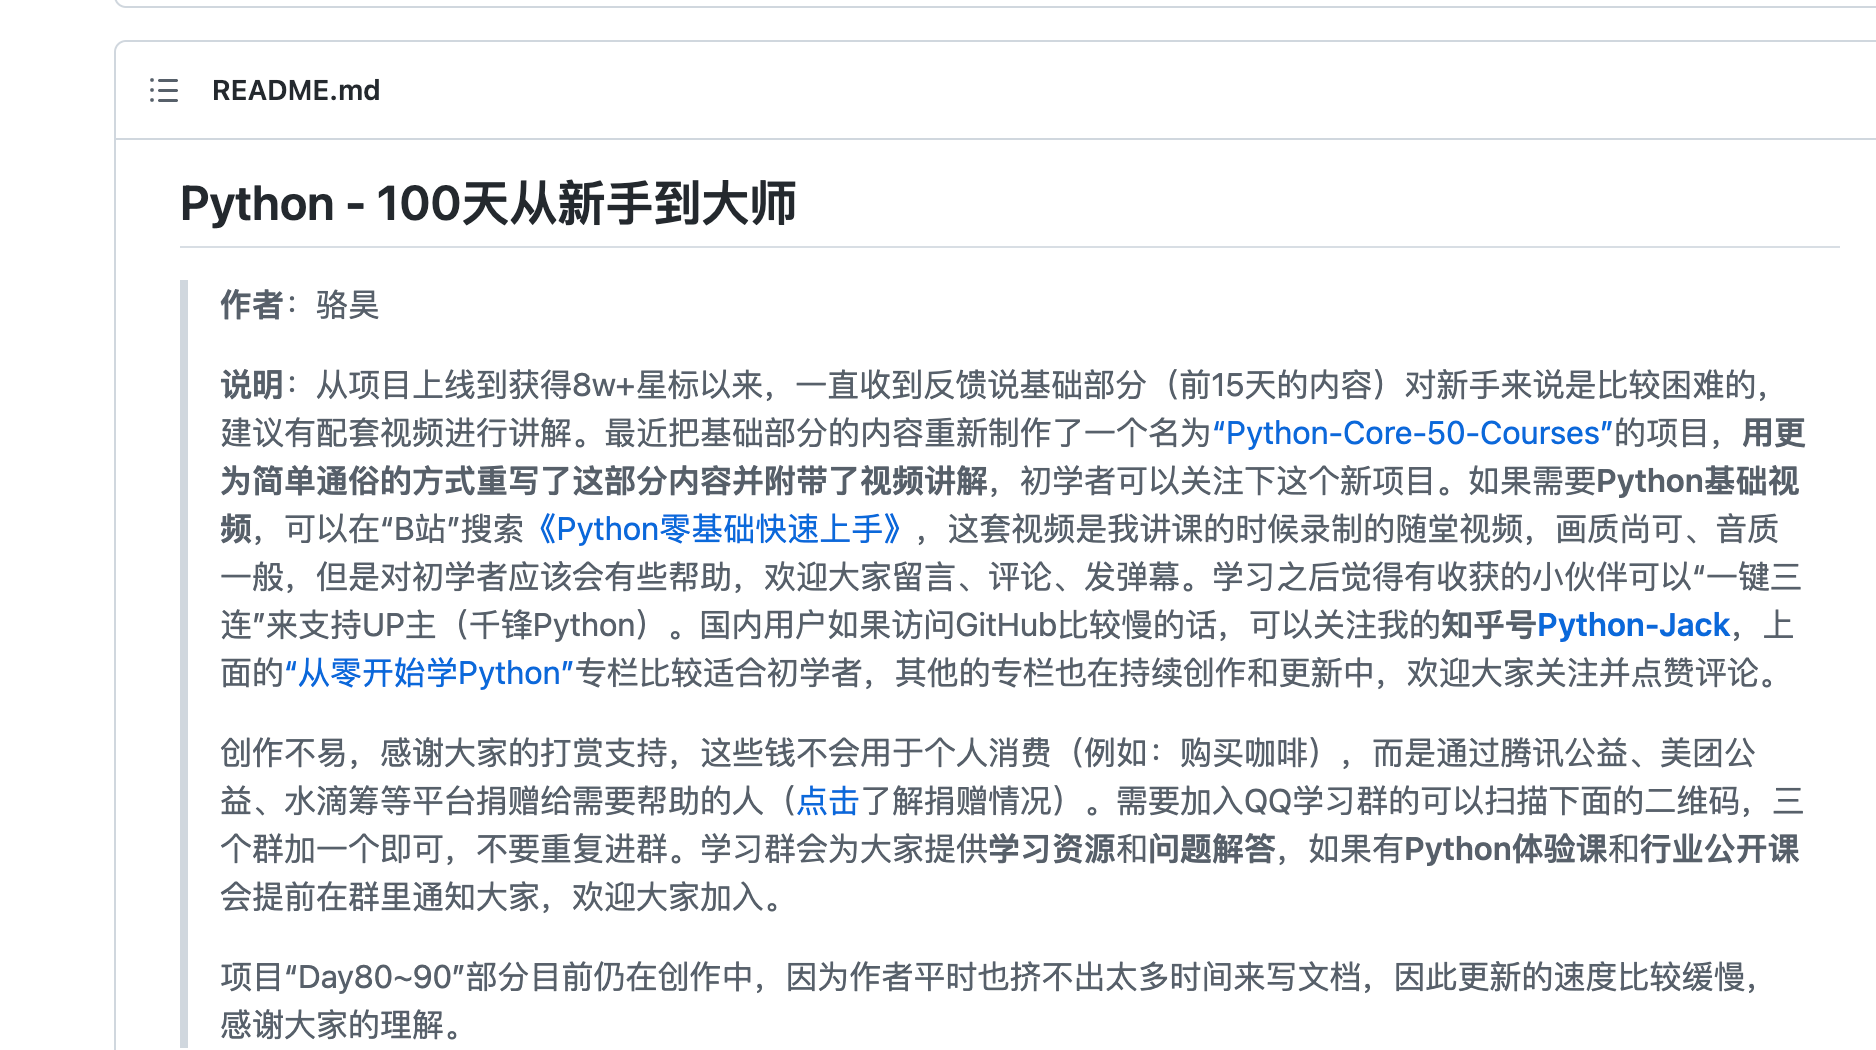 README.md
Python - 100天从新手到大师
作者：骆昊
说明：从项目上线到获得8w+星标以来，一直收到反馈说基础部分（前15天的内容）对新手来说是比较困难的，
建议有配套视频进行讲解。最近把基础部分的内容重新制作了一个名为“Python-Core-50-Courses”的项目，用更
为简单通俗的方式重写了这部分内容并附带了视频讲解，初学者可以关注下这个新项目。如果需要Python基础视
频，可以在“B站”搜索《Python零基础快速上手》，这套视频是我讲课的时候录制的随堂视频，画质尚可、音质
一般，但是对初学者应该会有些帮助，欢迎大家留言、评论、发弹幕。学习之后觉得有收获的小伙伴可以“一键三
连”来支持UP主（千锋Python）。国内用户如果访问GitHub比较慢的话，可以关注我的知乎号Python-Jack，上
面的“从零开始学Python”专栏比较适合初学者，其他的专栏也在持续创作和更新中，欢迎大家关注并点赞评论。
创作不易，感谢大家的打赏支持，这些钱不会用于个人消费（例如：购买咖啡），而是通过腾讯公益、美团公
益、水滴筹等平台捐赠给需要帮助的人（点击了解捐赠情况）。需要加入QQ学习群的可以扫描下面的二维码，三
个群加一个即可，不要重复进群。学习群会为大家提供学习资源和问题解答，如果有Python体验课和行业公开课
会提前在群里通知大家，欢迎大家加入。
项目“Day80~90”部分目前仍在创作中，因为作者平时也挤不出太多时间来写文档，因此更新的速度比较缓慢，
感谢大家的理解。